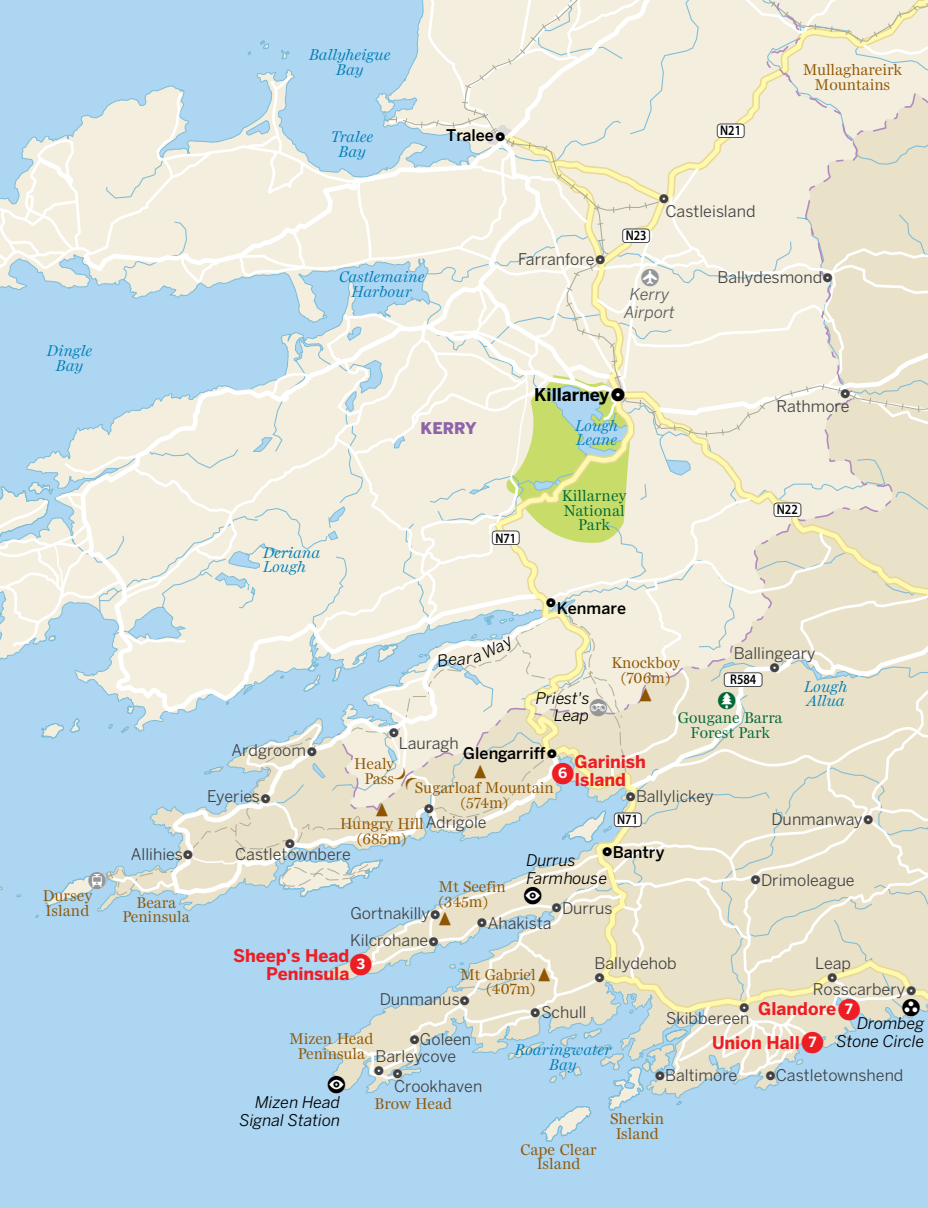 Ballyheigue
Bay
Mullaghareirk
Mountains
Tralee
Tralee
Bay
N21
Castleisland
N23
Farranfore
Castlemaine
Harbour
Kerry
Airport
Ballydesmond
Dingle
Bay
Killarney
Rathmore
KERRY
Lough
Leane
Killarney
National
Park
N22
N71
Deriana
Lough
Kenmare
Beara Way
Knockboy
(706m)
Ballingeary
R584
Lough
Allua
Priest's
Leap
Gougane Barra
Forest Park
Lauragh
Ardgroom
Glengarriff
Healy
Pass
6
Garinish
Island
Sugarloaf Mountain
(574m)
Eyeries
Ballylickey
Hungry Hill
(685m)
Adrigole
N71
Dunmanway
Allihies
Castletownbere
Bantry
Durrus
Farmhouse
Drimoleague
Dursey
Island
Beara
Peninsula
Mt Seefin
(345m)
Gortnakilly
Ahakista
Durrus
Kilcrohane
Sheep's Head
Peninsula
3
Mt Gabriel
(407m)
Ballydehob
Leap
Rosscarbery
Dunmanus
Schull
Skibbereen
Glandore
7
Drombeg
Stone Circle
Union Hall
7
Mizen Head
Peninsula
Goleen
Barleycove
Roaringwater
Bay
Crookhaven
Brow Head
Baltimore
Castletownshend
Mizen Head
Signal Station
Sherkin
Island
Cape Clear
Island